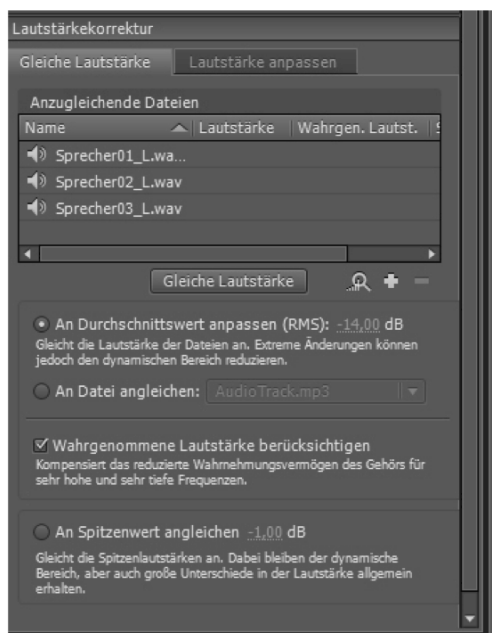 Lautstärkekorrektur
Gleiche Lautstärke Lautstärke anpassen
Anzugleichende Dateien
Name Lautstärke Wahrgen. Lautst.
Sprecher01_L.wa...
Sprecher02_L.wav
Sprecher03_L.wav
Gleiche Lautstärke
An Durchschnittswert anpassen (RMS): -14,00 dB
Gleicht die Lautstärke der Dateien an. Extreme Änderungen können
jedoch den dynamischen Bereich reduzieren.
An Datei angleichen: AudioTrack.mp3
Wahrgenommene Lautstärke berücksichtigen
Kompensiert das reduzierte Wahrnehmungsvermögen des Gehörs für
sehr hohe und sehr tiefe Frequenzen.
An Spitzenwert angleichen -1,00 dB
Gleicht die Spitzenlautstärken an. Dabei bleiben der dynamische
Bereich, aber auch große Unterschiede in der Lautstärke allgemein
erhalten.